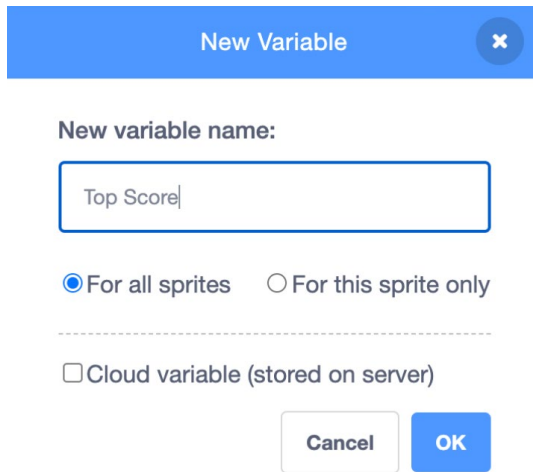 New Variable
New variable name:
Top Score
For all sprites For this sprite only
Cloud variable (stored on server)
Cancel OK